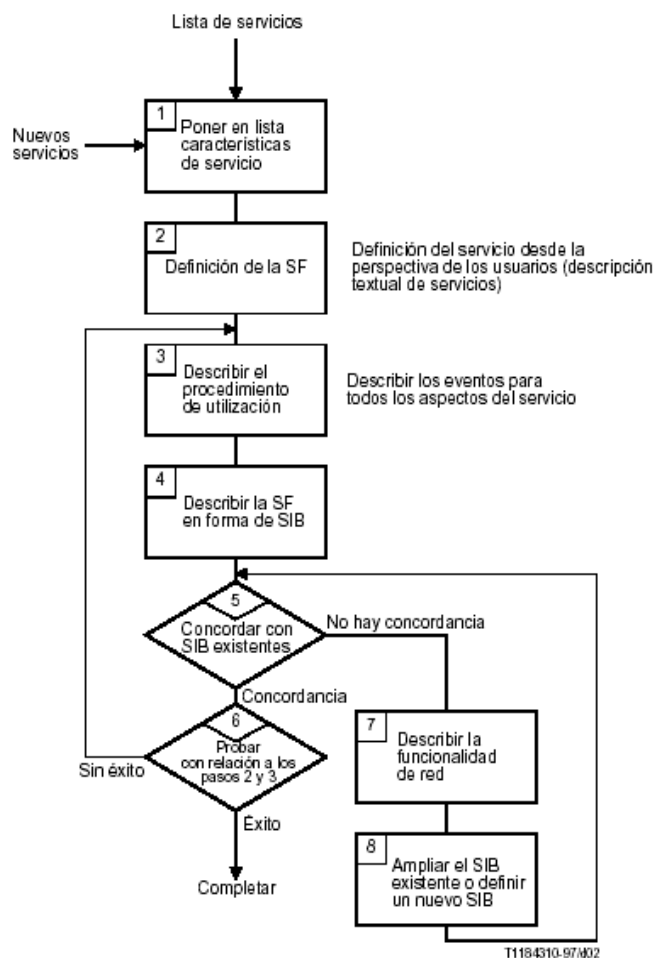 Lista de servicios
1
Poner en lista
características
de servicio
Nuevos
servicios
2
Definición de la SF
Definición del servicio desde la
perspectiva de los usuarios (descripción
textual de servicios)
3
Describir el
procedimiento
de utilización
Describir los eventos para
todos los aspectos del servicio
4
Describir la SF
en forma de SIB
5
Concordar con
SIB existentes
No hay concordancia
Concordancia
6
Probar
con relación a los
pasos 2 y 3
Sin éxito
Éxito
Completar
7
Describir la
funcionalidad
de red
8
Ampliar el SIB
existente o definir
un nuevo SIB
T1184310-97/d02